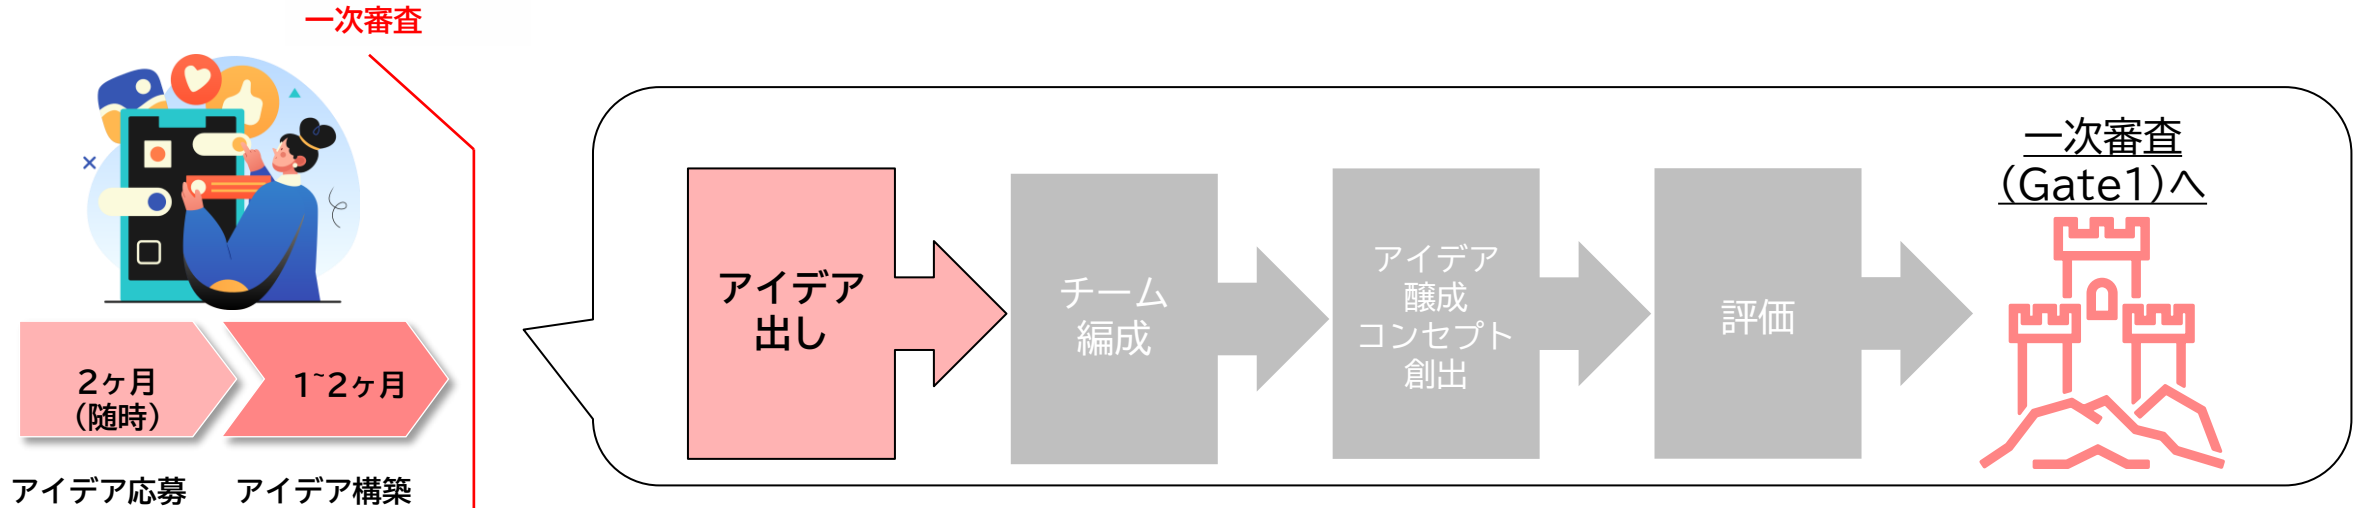 一次審査
2ヶ月
（随時）
1~2ヶ月
アイデア応募
アイデア構築
アイデア
出し
チーム
編成
アイデア
醸成
コンセプト
創出
評価
一次審査
(Gate1)へ